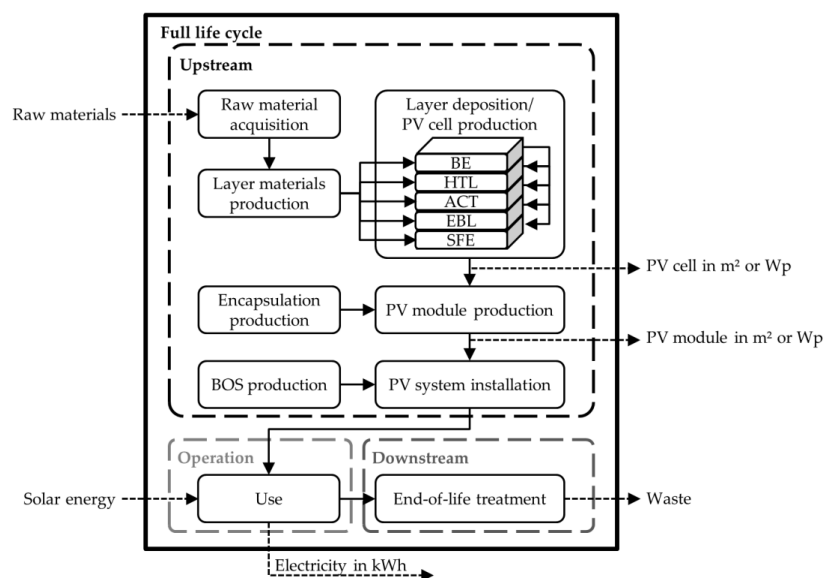 Full life cycle
Upstream
Raw materials
Raw material
acquisition
Layer materials
production
Layer deposition/
PV cell production
BE
HTL
ACT
EBL
SFE
PV cell in m² or Wp
Encapsulation
production
PV module production
PV module in m² or Wp
BOS production
PV system installation
Operation
Downstream
Solar energy
Use
End-of-life treatment
Waste
Electricity in kWh